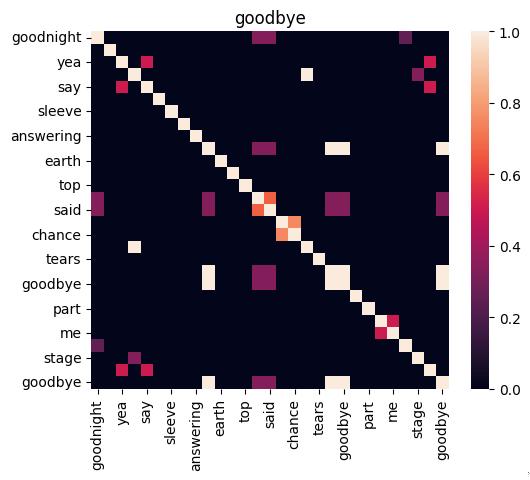 goodbye
goodnight
yea
say
sleeve
answering
earth
top
said
chance
tears
goodbye
part
me
stage
goodbye
goodnight
yea
say
sleeve
answering
earth
top
said
chance
tears
goodbye
part
me
stage
goodbye
1.0
0.8
0.6
0.4
0.2
0.0